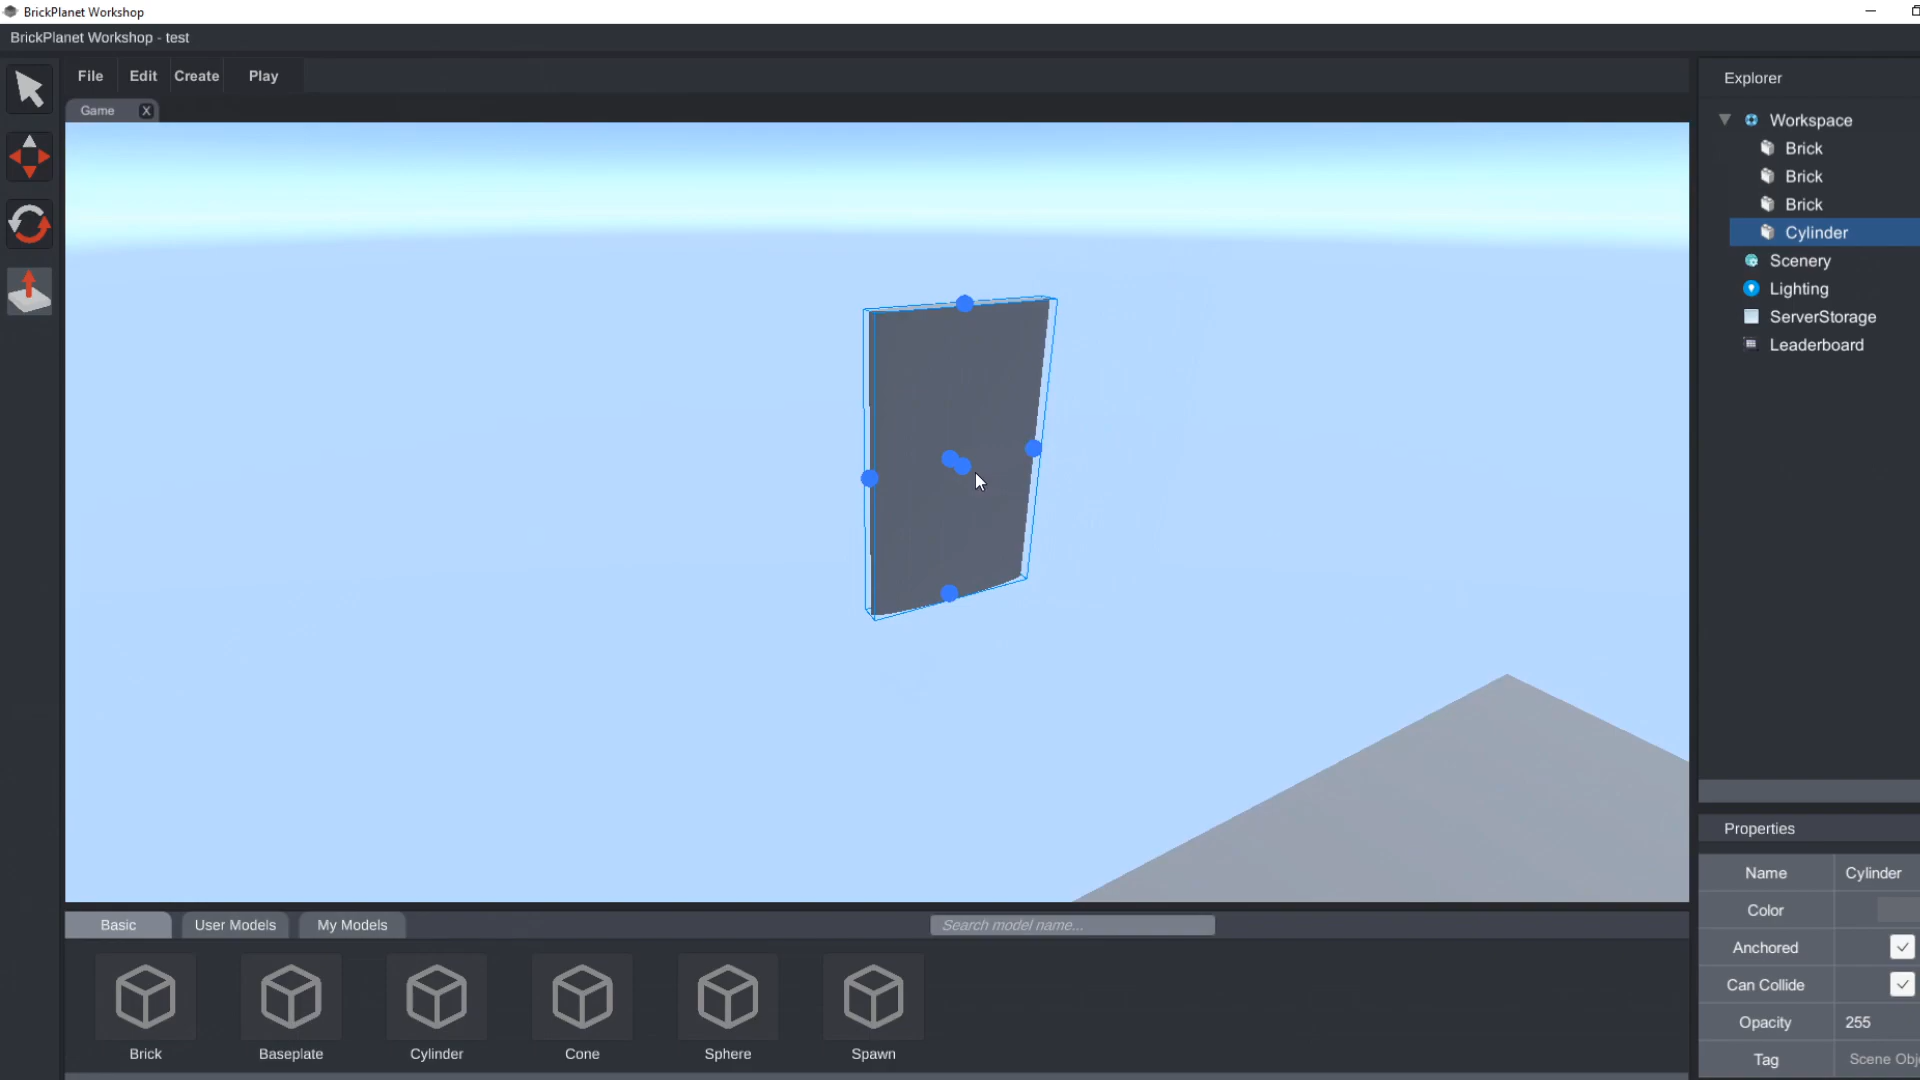 BrickPlanet Workshop
BrickPlanet Workshop - test
File Edit Create Play
Game X
Explorer
Workspace
Brick
Brick
Brick
Cylinder
Scenery
Lighting
ServerStorage
Leaderboard
Properties
Name Cylinder
Color
Anchored
Can Collide
Opacity 255
Tag Scene
Basic User Models My Models Search model name...
Brick Baseplate Cylinder Cone Sphere Spawn